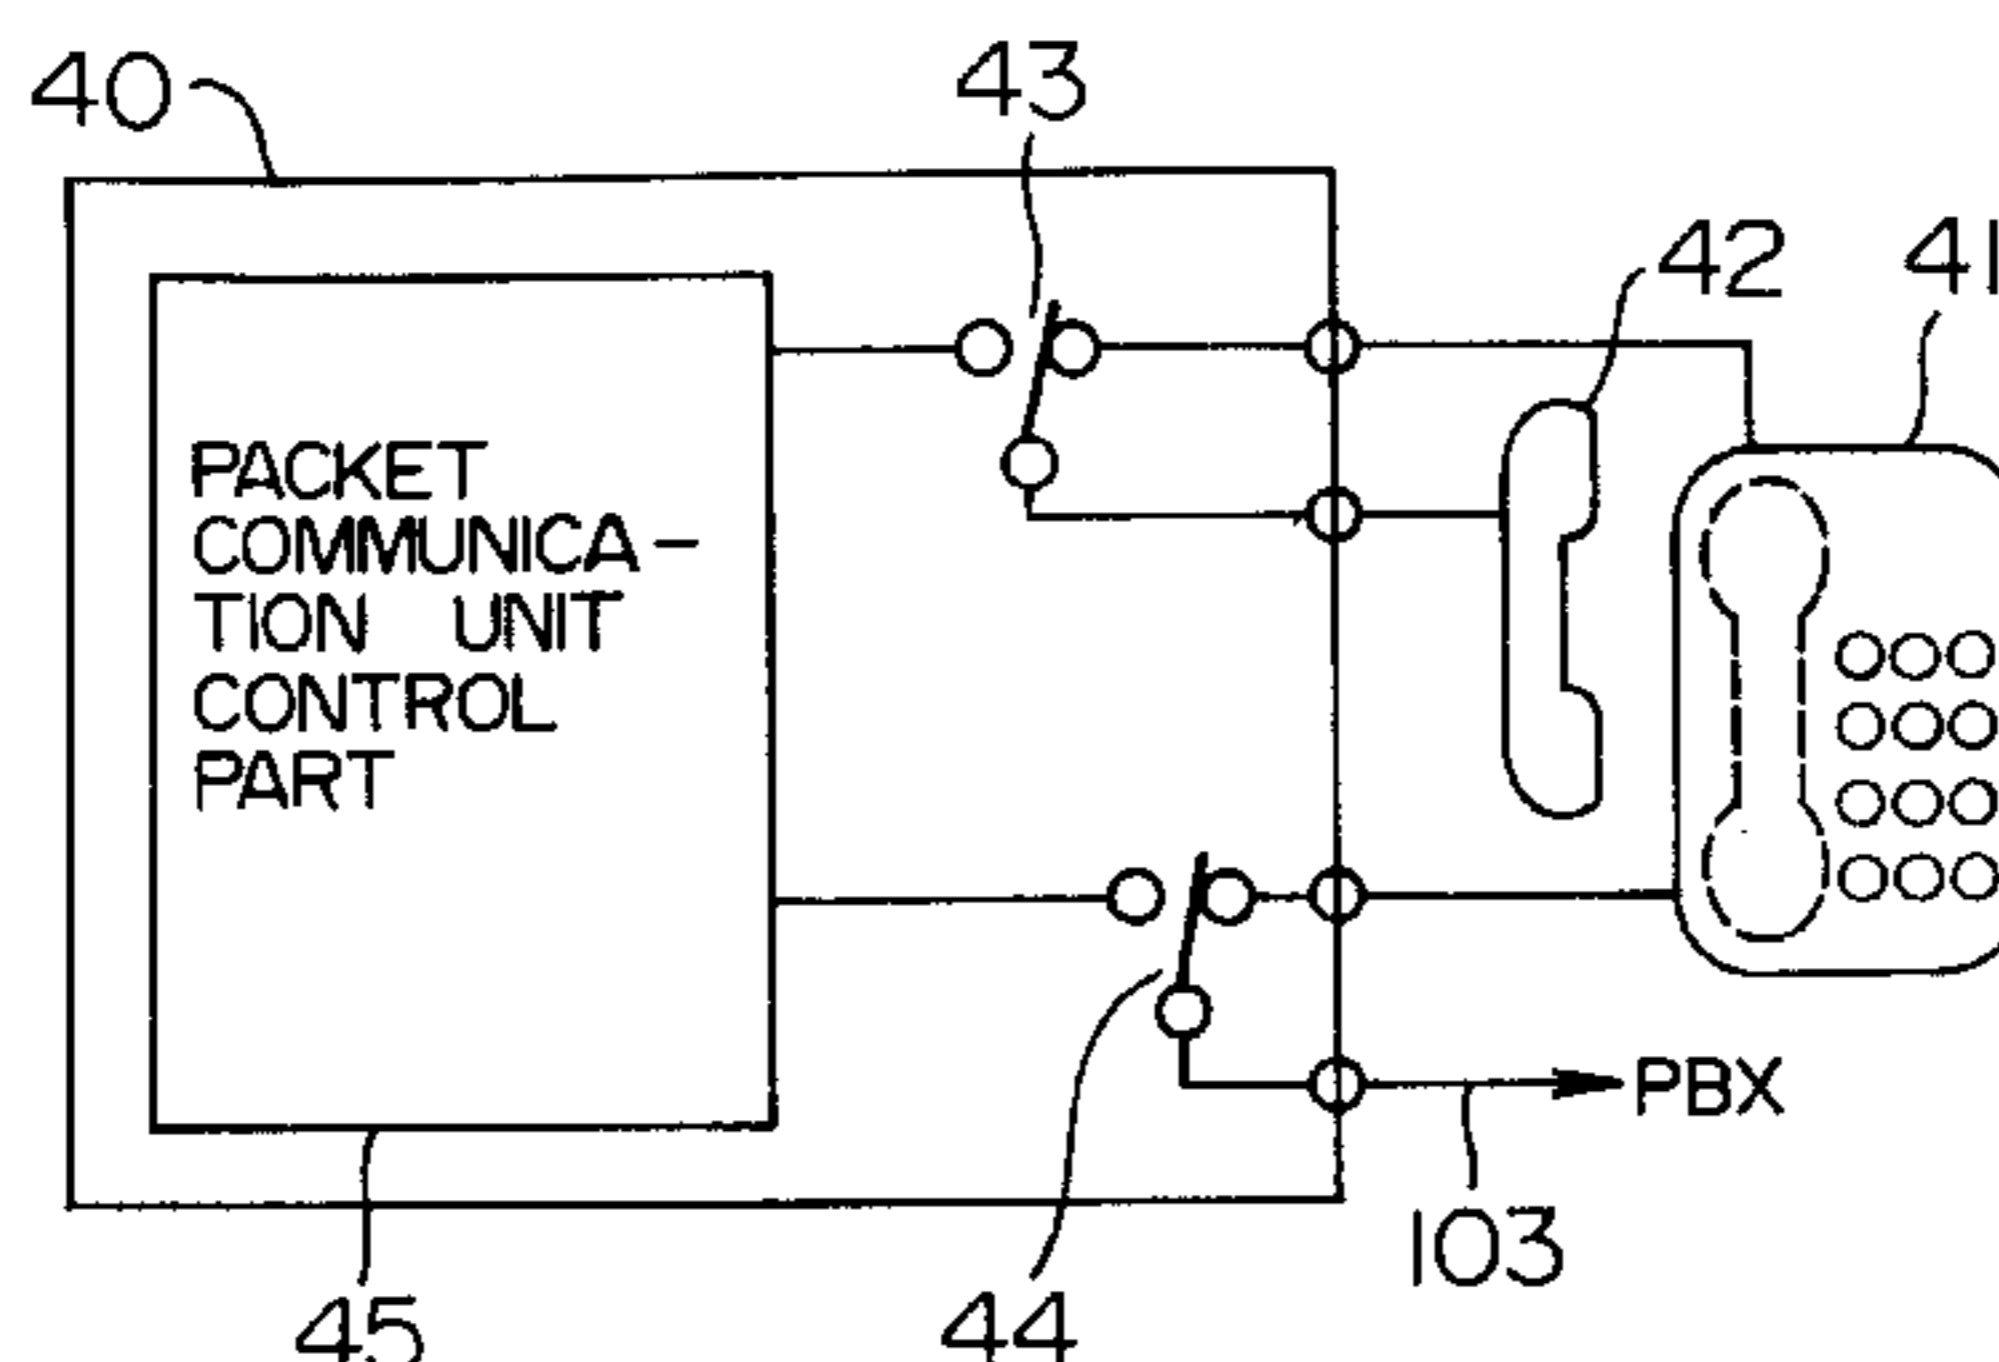 40
43
42
41
PACKET
COMMUNICA-
TION UNIT
CONTROL
PART
PBX
103
45
44